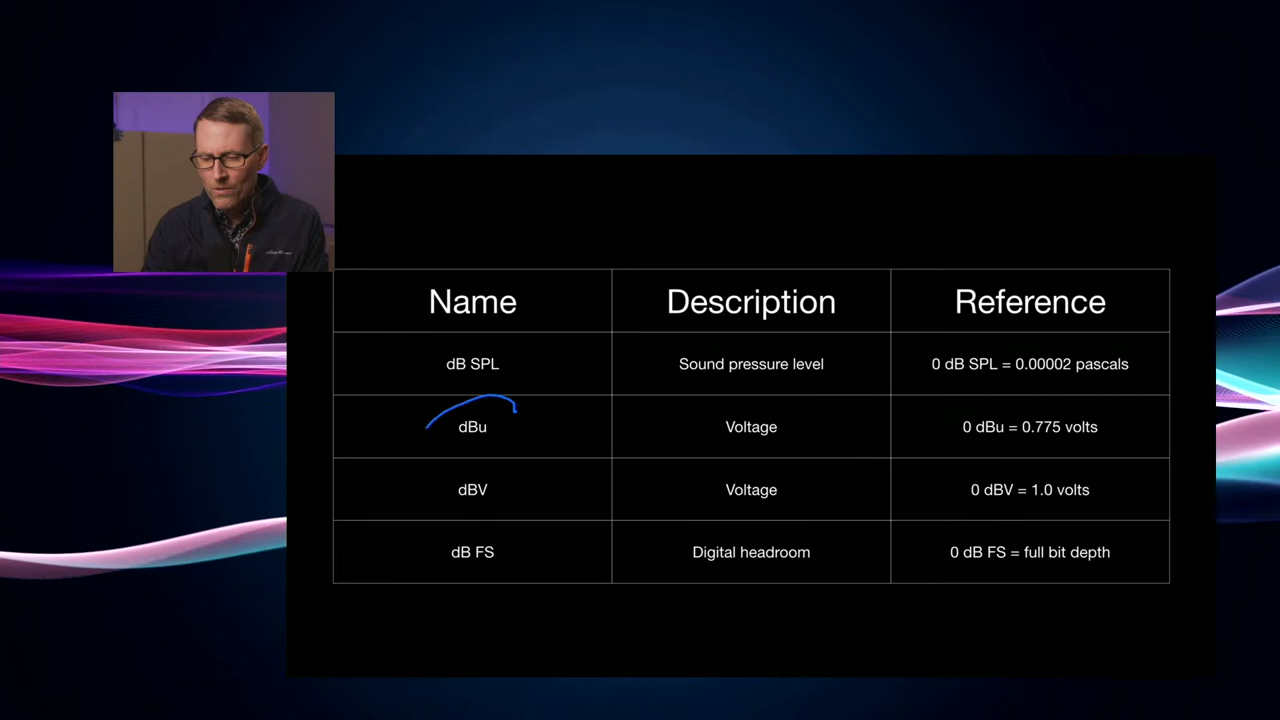 Name Description Reference
dB SPL Sound pressure level 0 dB SPL = 0.00002 pascals
dBu Voltage 0 dBu = 0.775 volts
dBV Voltage 0 dBV = 1.0 volts
dB FS Digital headroom 0 dB FS = full bit depth